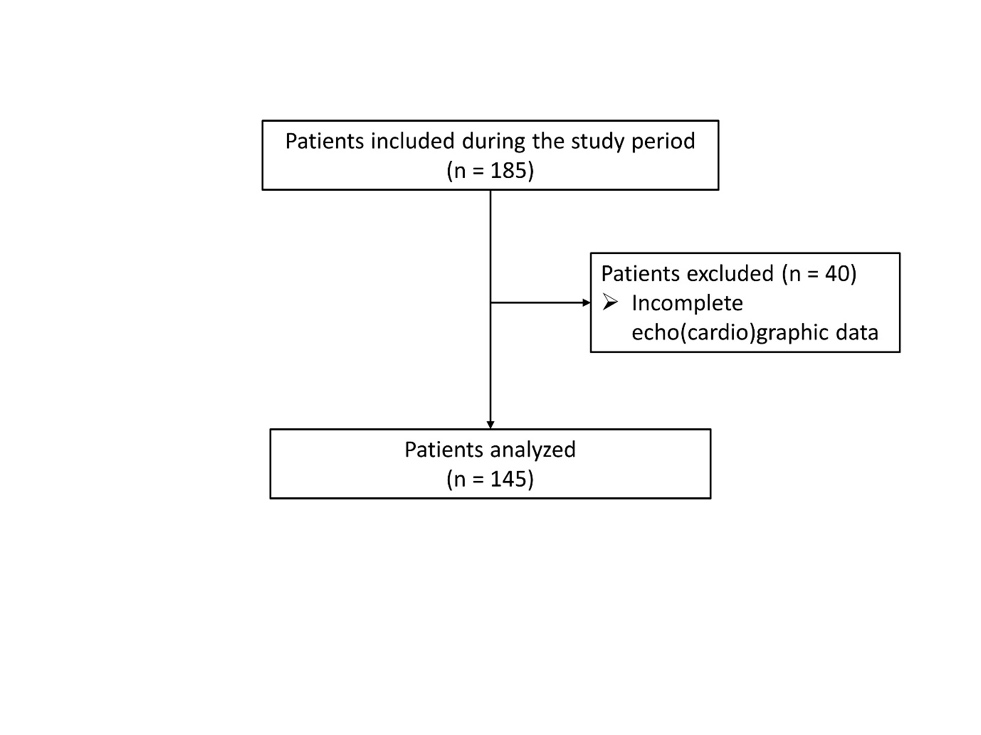 Patients included during the study period
(n = 185)
Patients excluded (n = 40)
➢ Incomplete
echo(cardio)graphic data
Patients analyzed
(n = 145)